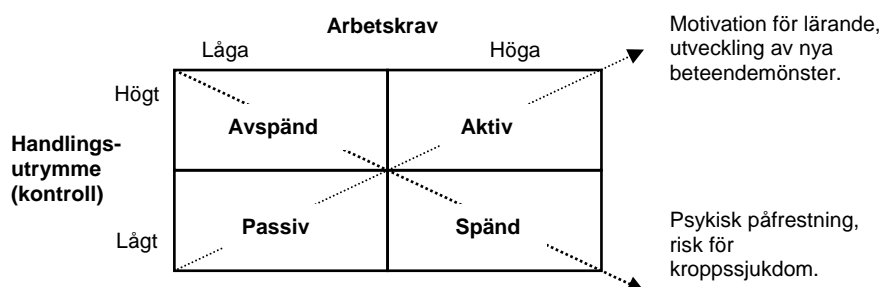 Arbetskrav
Låga Höga
Motivation för lärande,
utveckling av nya
beteendemönster.
Högt
Avspänd Aktiv
Handlings-
utrymme
(kontroll)
Passiv Spänd
Lågt
Psykisk påfrestning,
risk för
kroppssjukdom.